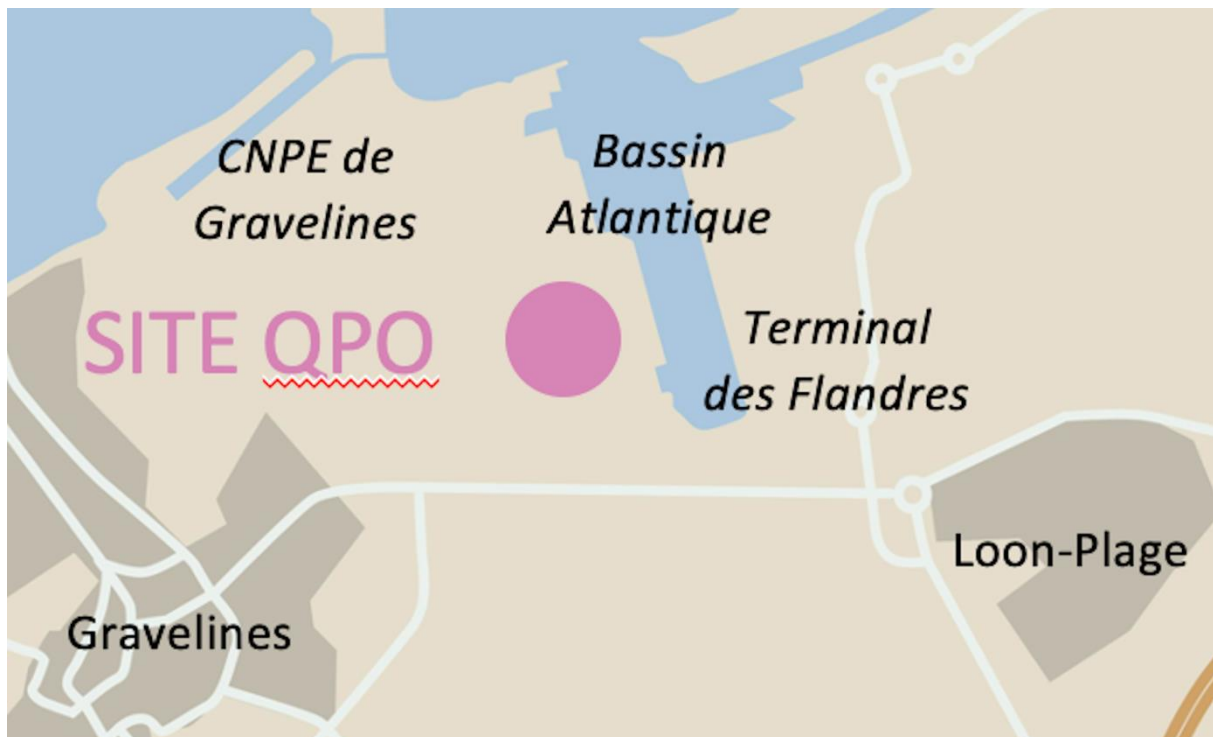 CNPE de
Gravelines
Bassin
Atlantique
SITE QPO
Terminal
des Flandres
Loon-Plage
Gravelines